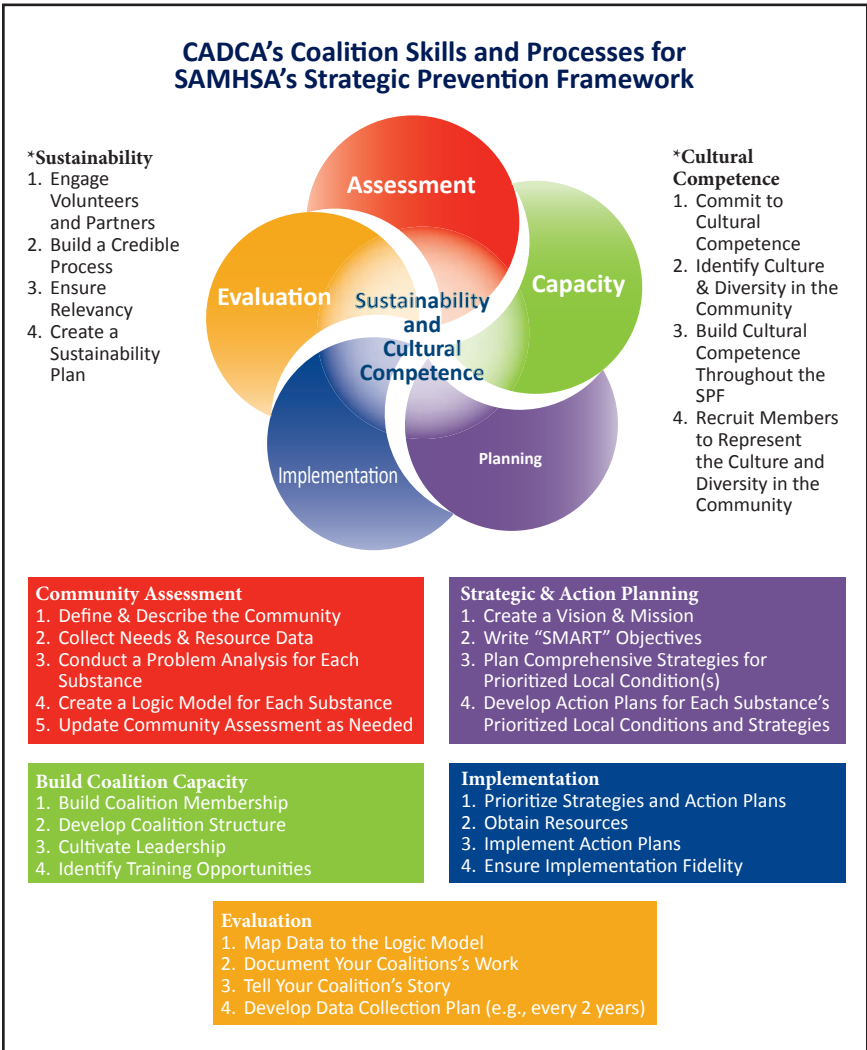 CADCA's Coalition Skills and Processes for
SAMHSA's Strategic Prevention Framework
*Sustainability
1. Engage
Volunteers
and Partners
2. Build a Credible
Process
3. Ensure
Relevancy
4. Create a
Sustainability
Plan
Assessment
Capacity
Evaluation
Sustainability
and
Cultural
Competence
Implementation
Planning
*Cultural
Competence
1. Commit to
Cultural
Competence
2. Identify Culture
& Diversity in the
Community
3. Build Cultural
Competence
Throughout the
SPF
4. Recruit Members
to Represent
the Culture and
Diversity in the
Community
Community Assessment
1. Define & Describe the Community
2. Collect Needs & Resource Data
3. Conduct a Problem Analysis for Each
Substance
4. Create a Logic Model for Each Substance
5. Update Community Assessment as Needed
Strategic & Action Planning
1. Create a Vision & Mission
2. Write “SMART” Objectives
3. Plan Comprehensive Strategies for
Prioritized Local Condition(s)
4. Develop Action Plans for Each Substance's
Prioritized Local Conditions and Strategies
Build Coalition Capacity
1. Build Coalition Membership
2. Develop Coalition Structure
3. Cultivate Leadership
4. Identify Training Opportunities
Implementation
1. Prioritize Strategies and Action Plans
2. Obtain Resources
3. Implement Action Plans
4. Ensure Implementation Fidelity
Evaluation
1. Map Data to the Logic Model
2. Document Your Coalitions's Work
3. Tell Your Coalition's Story
4. Develop Data Collection Plan (e.g., every 2 years)